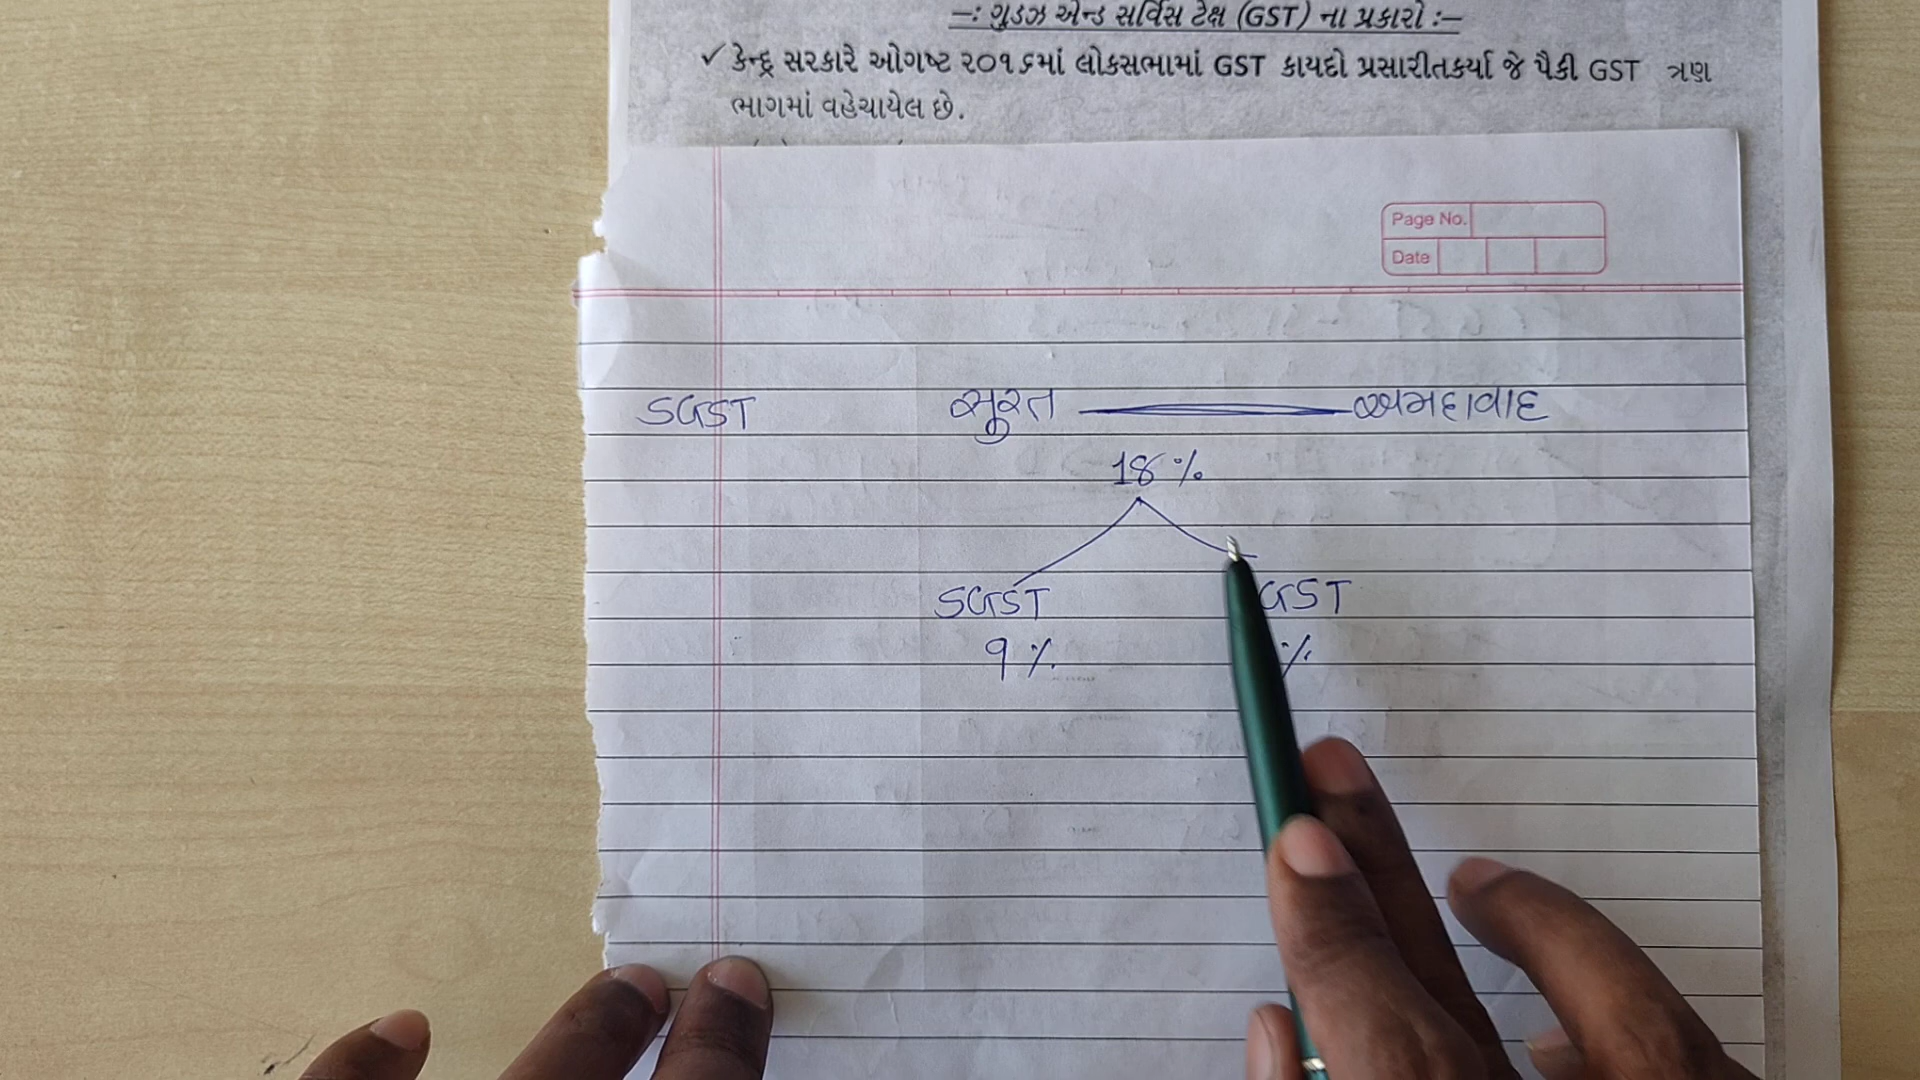 –: ગુડઝ એન્ડ સર્વિસ ટેક્ષ (GST) ના પ્રકારો :–
✓ કેન્દ્ર સરકારે ઓગષ્ટ ૨૦૧૬માં લોકસભામાં GST કાયદો પ્રસારીતકર્યા જે પૈકી GST ત્રણ
ભાગમાં વહેચાયેલ છે.
Page No.
Date
SGST સુરત અમદાવાદ
18 %
SGST GST
9 % %